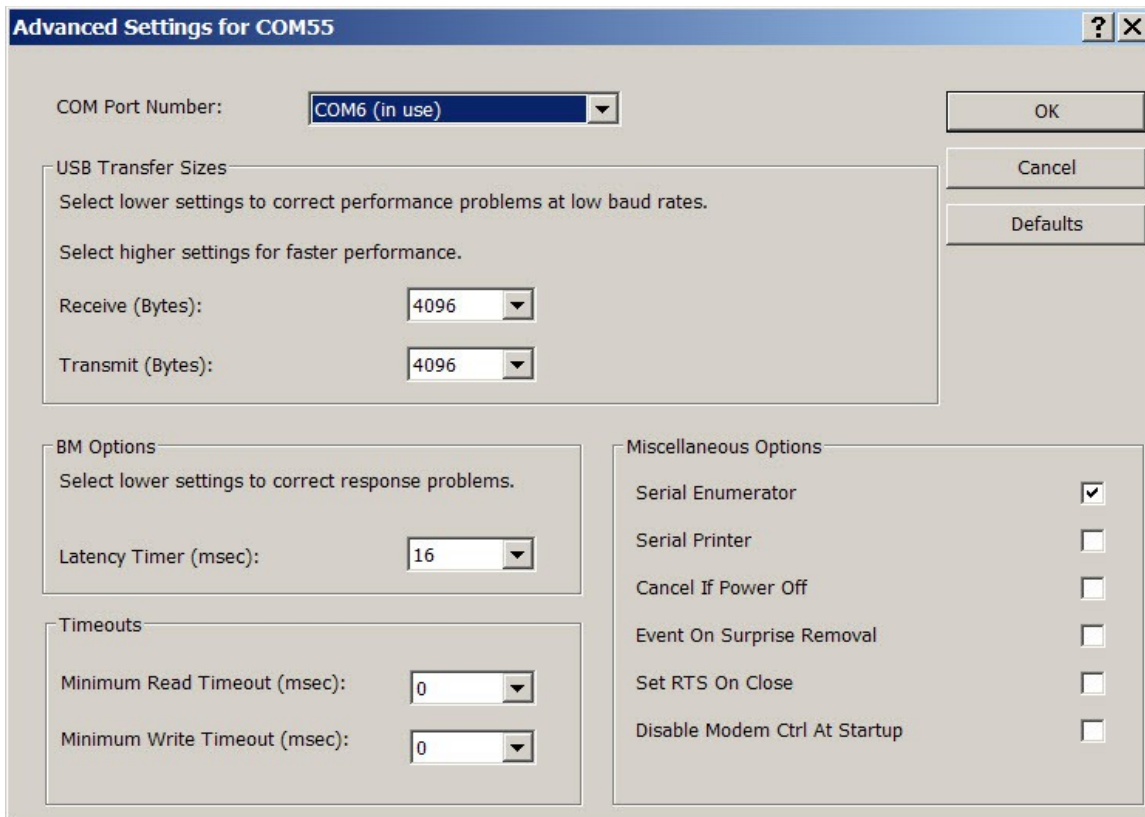 Advanced Settings for COM55
COM Port Number: COM6 (in use)
OK
USB Transfer Sizes
Cancel
Select lower settings to correct performance problems at low baud rates.
Defaults
Select higher settings for faster performance.
Receive (Bytes): 4096
Transmit (Bytes): 4096
BM Options
Select lower settings to correct response problems.
Latency Timer (msec): 16
Timeouts
Minimum Read Timeout (msec): 0
Minimum Write Timeout (msec): 0
Miscellaneous Options
Serial Enumerator
Serial Printer
Cancel If Power Off
Event On Surprise Removal
Set RTS On Close
Disable Modem Ctrl At Startup